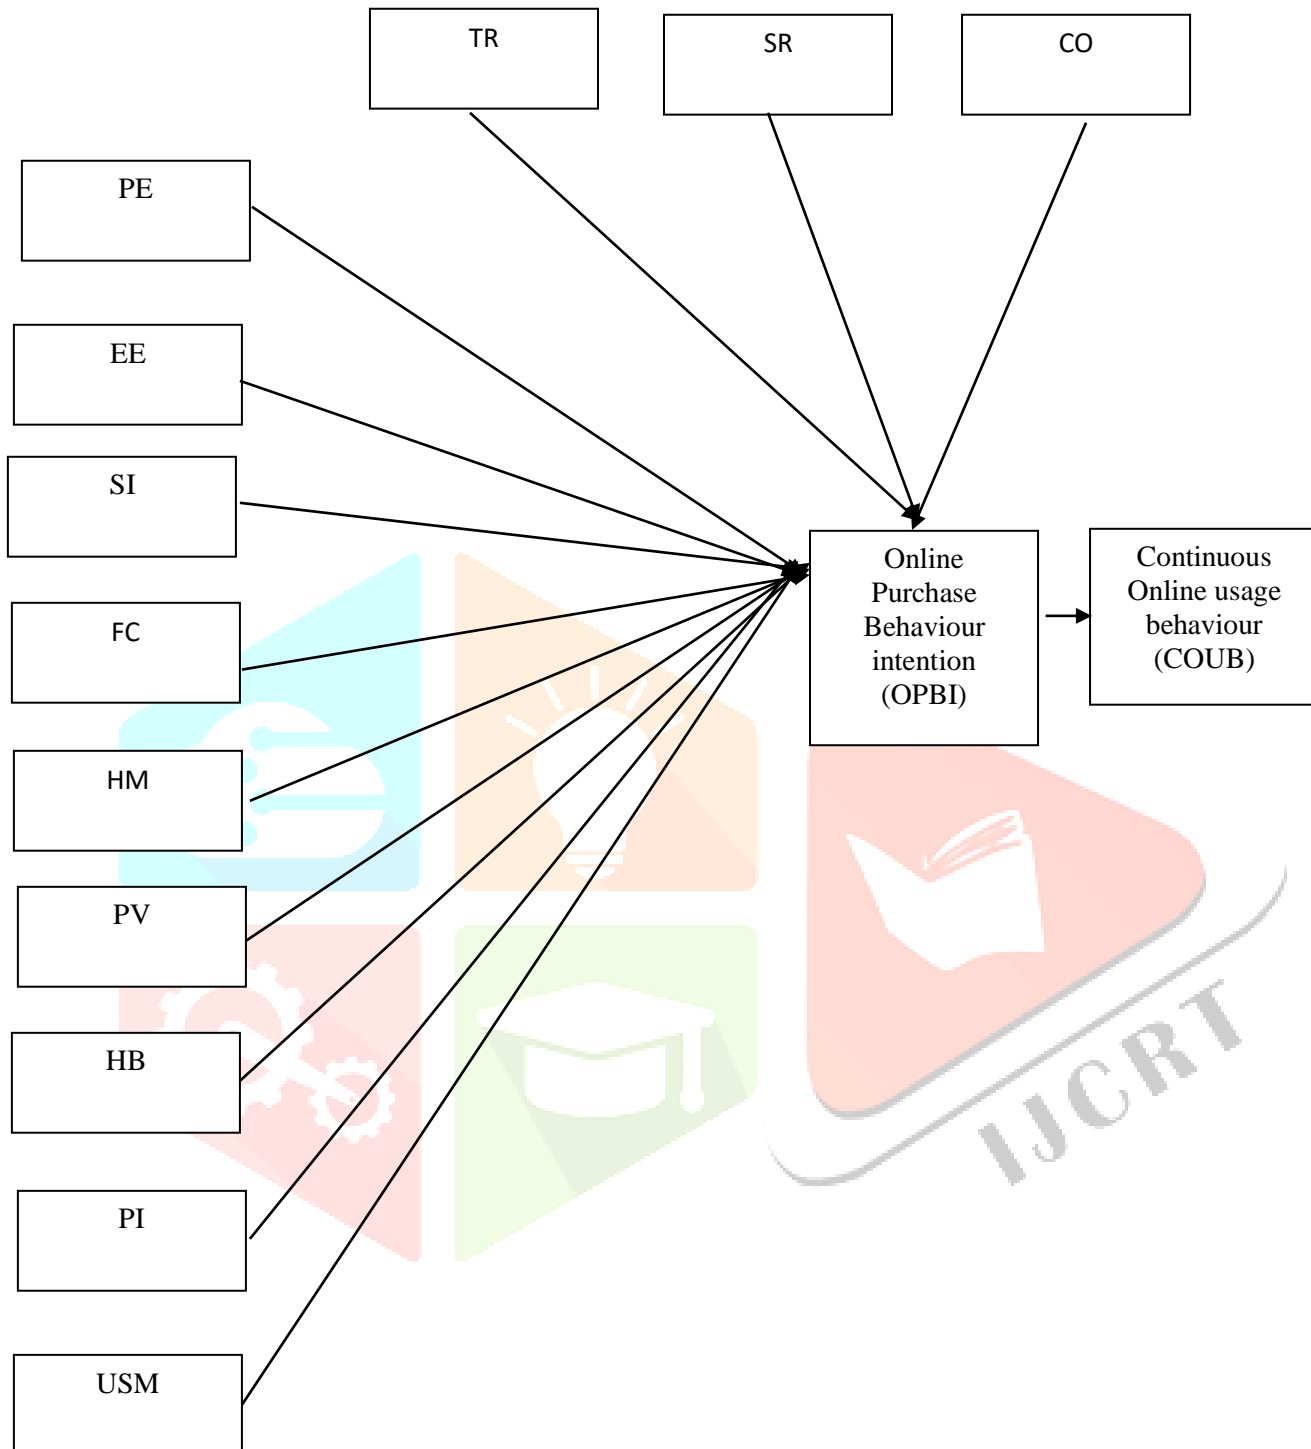 TR
SR
CO
PE
EE
SI
FC
HM
PV
HB
PI
USM
Online
Purchase
Behaviour
intention
(OPBI)
Continuous
Online usage
behaviour
(COUB)
IJCRT